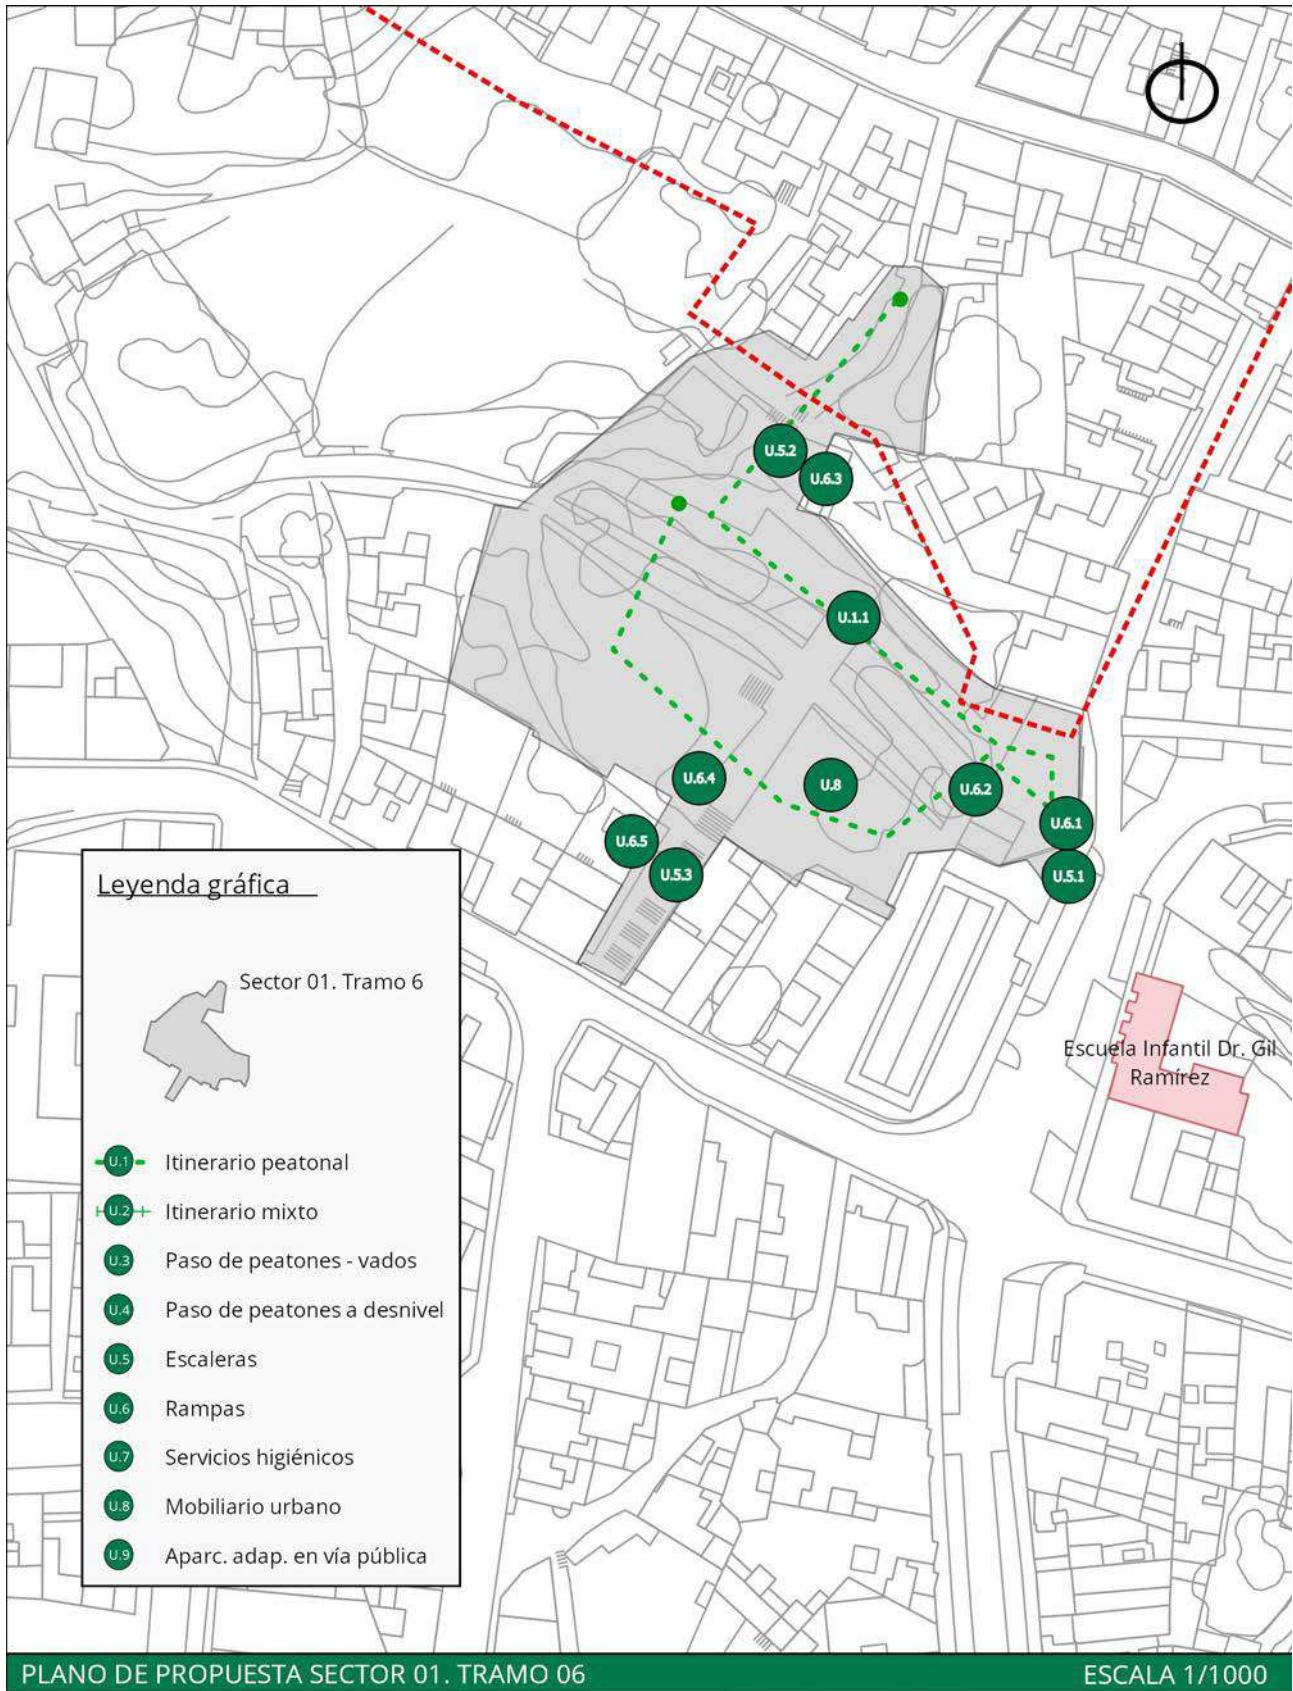 U.5.2
U.6.3
U.1.1
U.6.4
U.8
U.6.2
U.6.1
U.6.5
U.5.3
U.5.1
Leyenda gráfica
Sector 01. Tramo 6
Escuela Infantil Dr. Gil
Ramírez
U.1 Itinerario peatonal
U.2 Itinerario mixto
U.3 Paso de peatones - vados
U.4 Paso de peatones a desnivel
U.5 Escaleras
U.6 Rampas
U.7 Servicios higiénicos
U.8 Mobiliario urbano
U.9 Aparc. adap. en vía pública
PLANO DE PROPUESTA SECTOR 01. TRAMO 06 ESCALA 1/1000